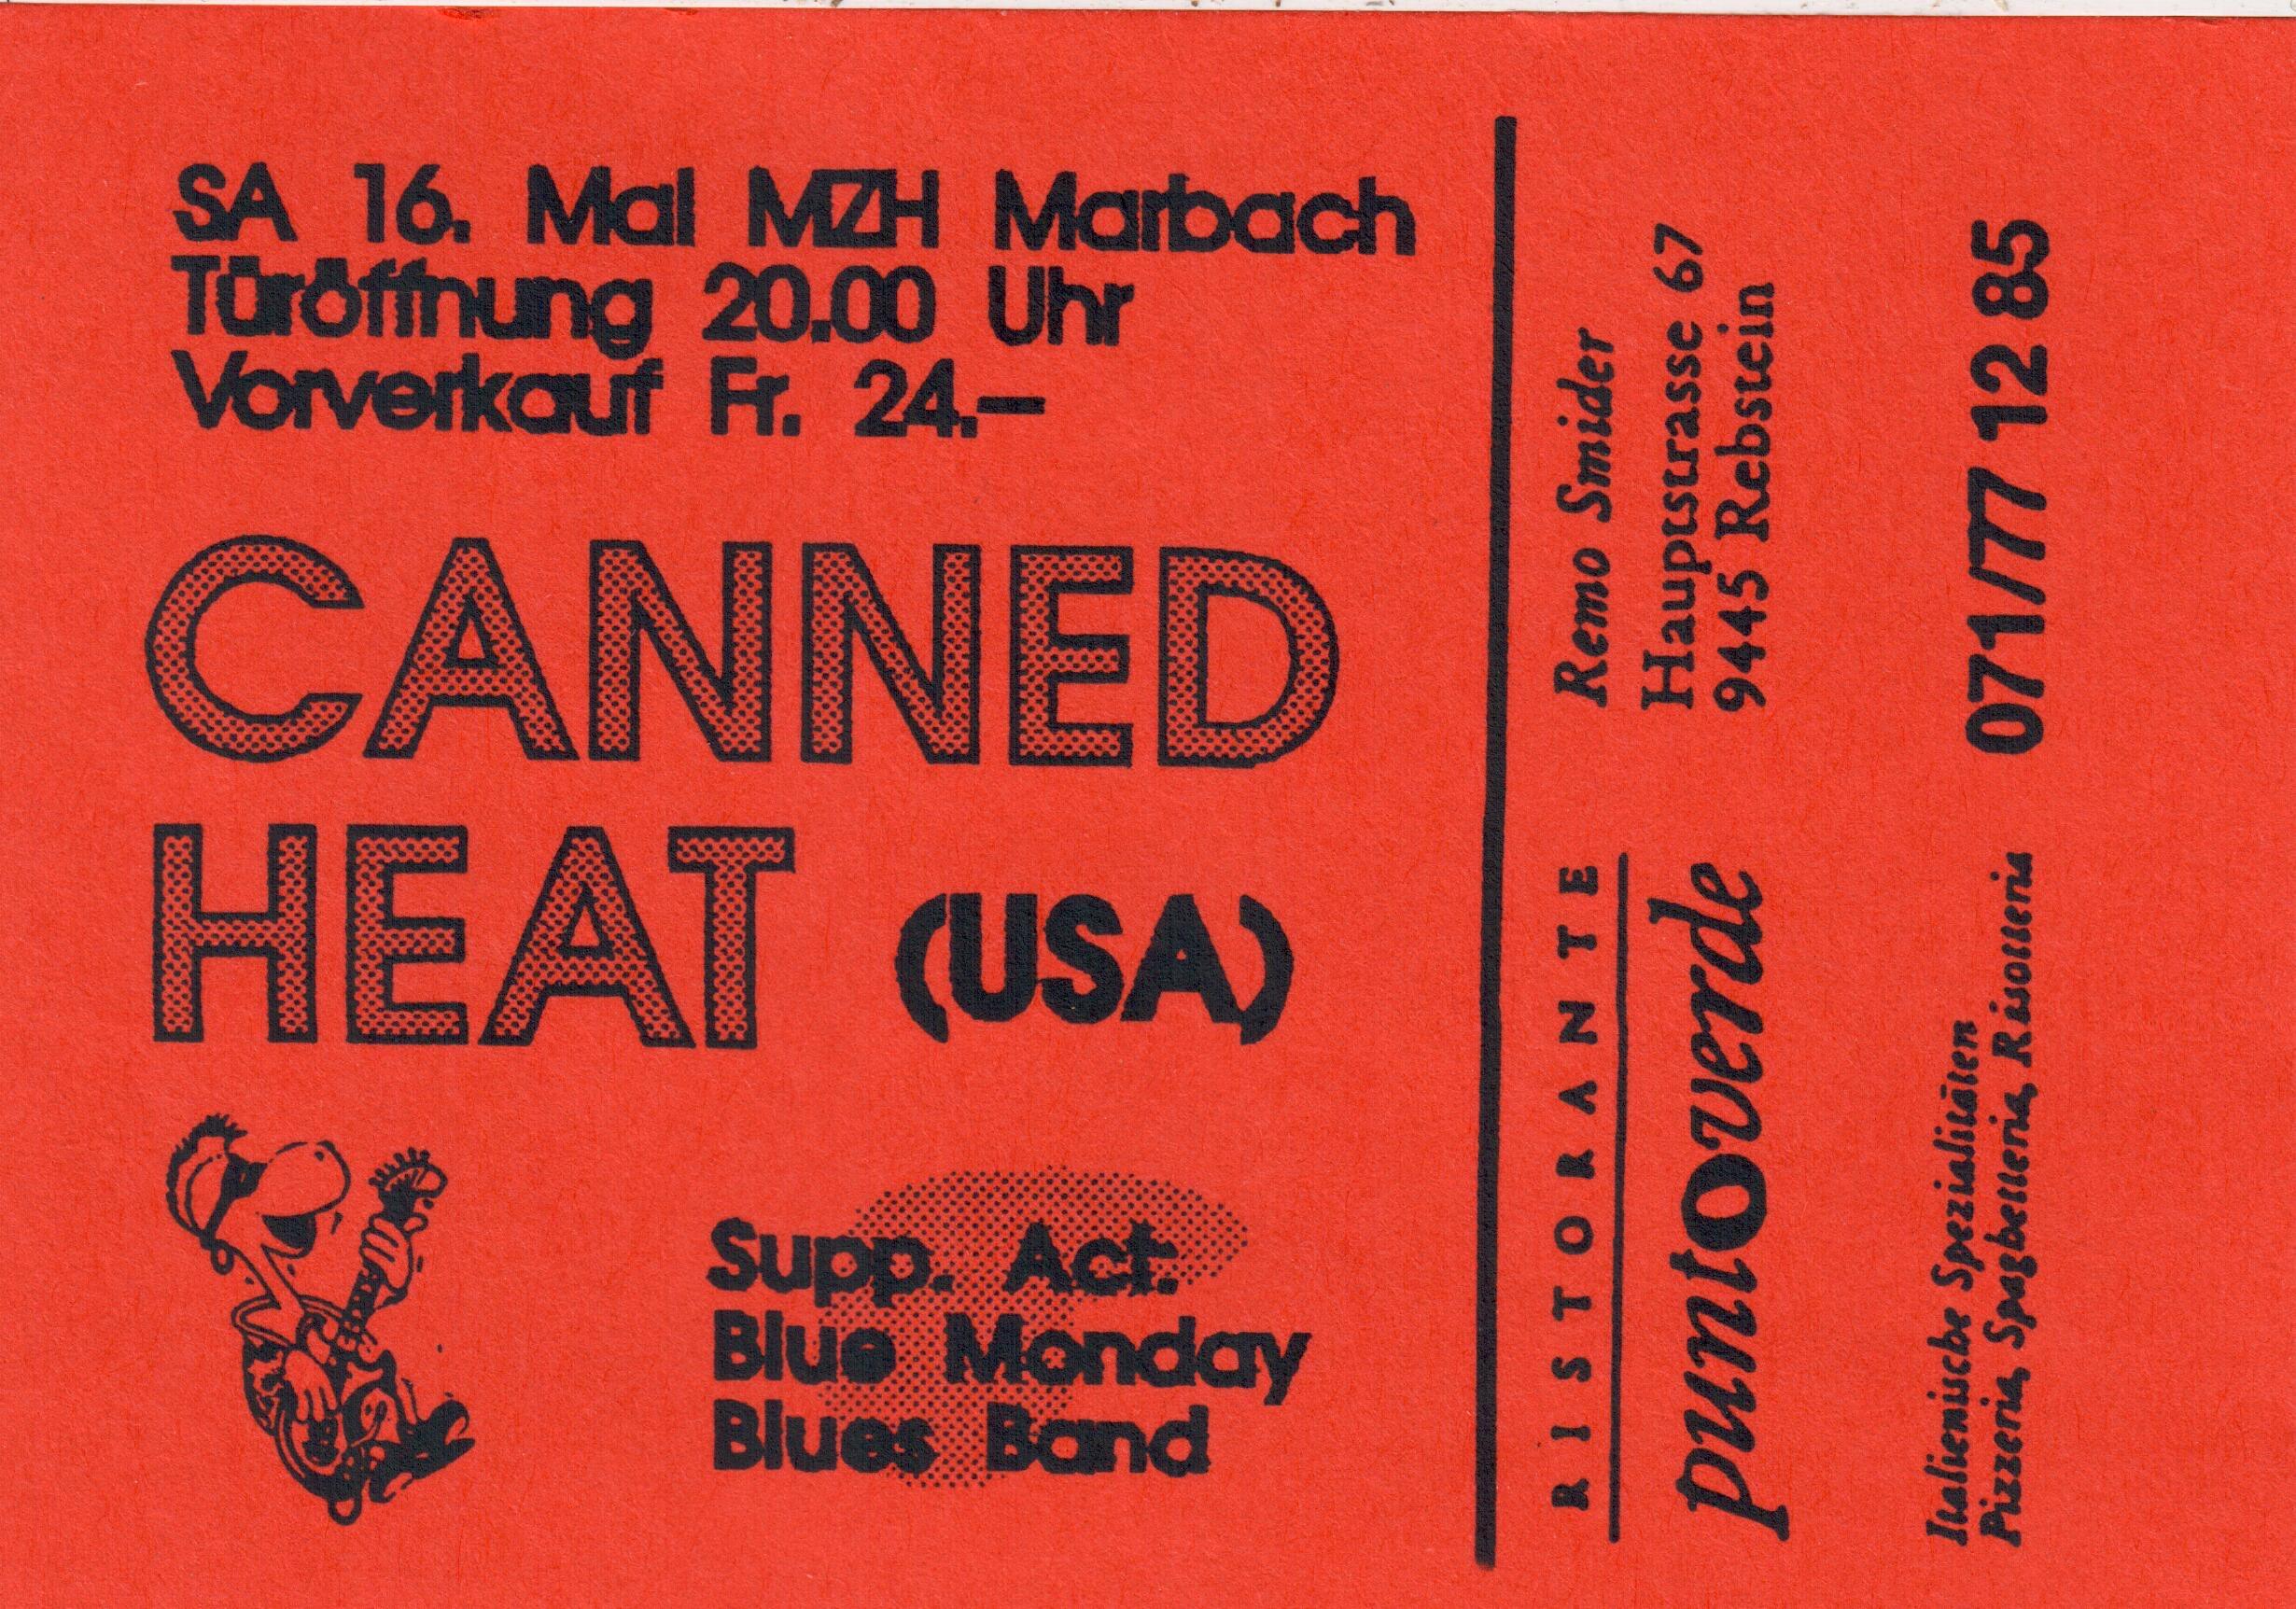 SA 16. Mai MZH Marbach
Türöffnung 20.00 Uhr
Vorverkauf Fr. 24.–
CANNED
HEAT (USA)
Supp. Act.
Blue Monday
Blues Band
RISTORANTE
puntoverde
Italienische Spezialitäten
Pizzeria, Spaghetteria, Risotteria
Remo Smider
Hauptstrasse 67
9445 Rebstein
071/77 12 85